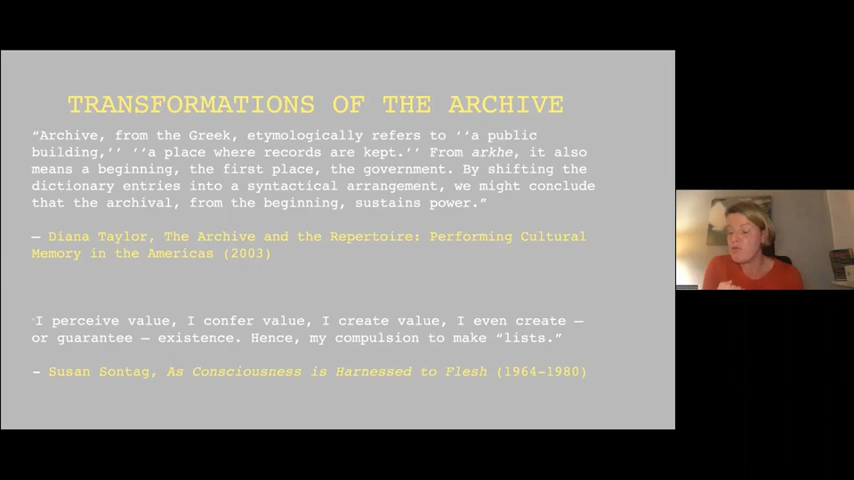 TRANSFORMATIONS OF THE ARCHIVE
“Archive, from the Greek, etymologically refers to ‘‘a public
building,’’ ‘‘a place where records are kept.’’ From arkhe, it also
means a beginning, the first place, the government. By shifting the
dictionary entries into a syntactical arrangement, we might conclude
that the archival, from the beginning, sustains power.”
— Diana Taylor, The Archive and the Repertoire: Performing Cultural
Memory in the Americas (2003)
I perceive value, I confer value, I create value, I even create —
or guarantee — existence. Hence, my compulsion to make “lists.”
- Susan Sontag, As Consciousness is Harnessed to Flesh (1964-1980)